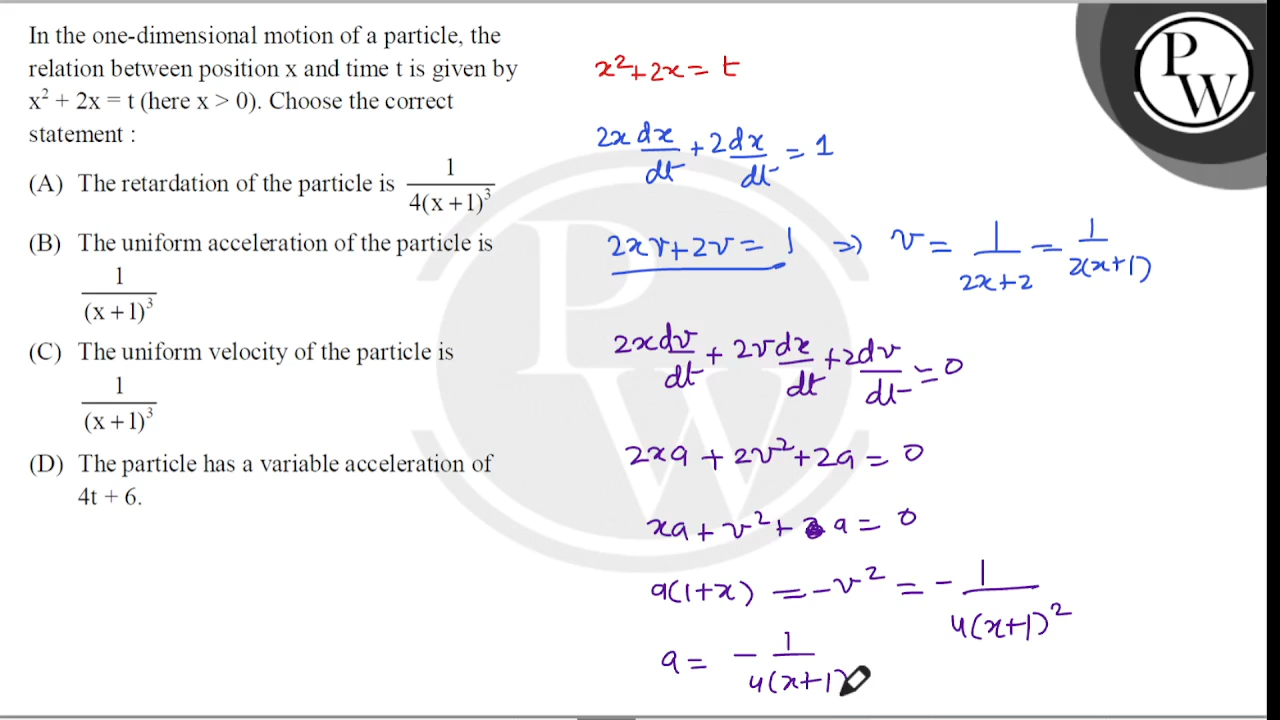 In the one-dimensional motion of a particle, the
relation between position x and time t is given by
x² + 2x = t (here x > 0). Choose the correct
statement :
(A) The retardation of the particle is 1/4(x+1)³
(B) The uniform acceleration of the particle is
1/(x+1)³
(C) The uniform velocity of the particle is
1/(x+1)³
(D) The particle has a variable acceleration of
4t + 6.
x²+2x = t
2x dx/dt + 2dx/dt = 1
2xv+2v = 1 ⇒ v = 1/2x+2 = 1/2(x+1)
2x dv/dt + 2v dx/dt + 2dv/dt = 0
2xa + 2v²+2a = 0
xa + v² + a = 0
a(1+x) = -v² = - 1/4(x+1)²
a = - 1/4(x+1)
P
W
PW